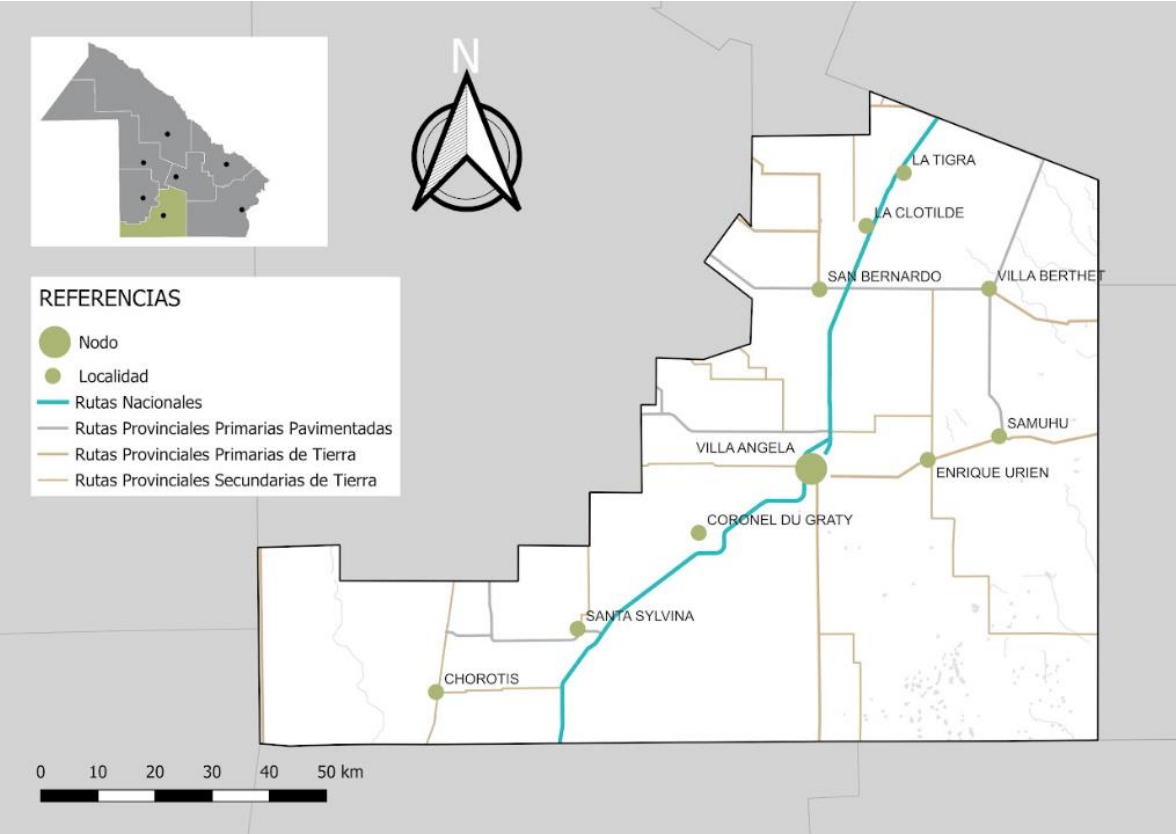 N
LA TIGRA
LA CLOTILDE
SAN BERNARDO
VILLA BERTHET
REFERENCIAS
Nodo
Localidad
Rutas Nacionales
Rutas Provinciales Primarias Pavimentadas
Rutas Provinciales Primarias de Tierra
Rutas Provinciales Secundarias de Tierra
SAMUHU
VILLA ANGELA
ENRIQUE URIEN
CORONEL DU GRATY
SANTA SYLVINA
CHOROTIS
0 10 20 30 40 50 km